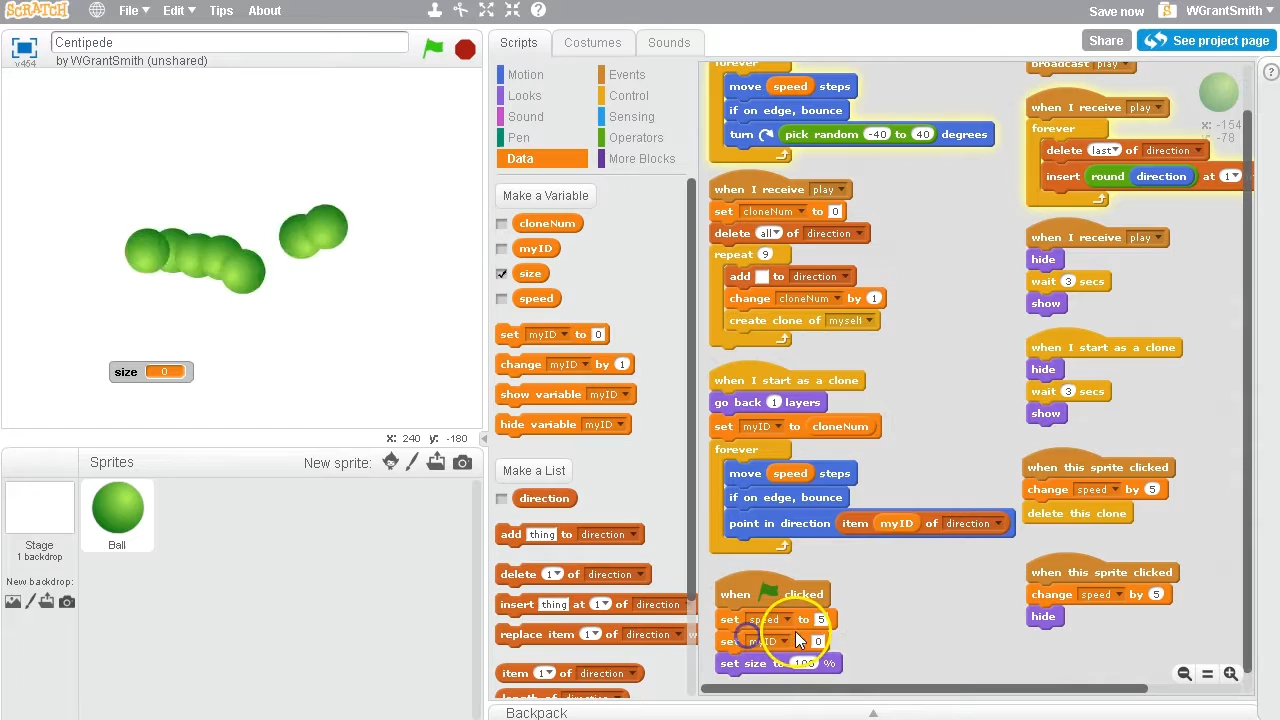 SCRATCH File Edit Tips About Save now WGrantSmith
v454
Centipede
by WGrantSmith (unshared)
Scripts Costumes Sounds
Share See project page
Motion Events
Looks Control
Sound Sensing
Pen Operators
Data More Blocks
Make a Variable
cloneNum
myID
size
speed
set myID to 0
change myID by 1
show variable myID
hide variable myID
Make a List
direction
add thing to direction
delete 1 of direction
insert thing at 1 of direction
replace item 1 of direction w
item 1 of direction
length of direction
size 0
X: 240 y: -180
Sprites New sprite:
Stage
1 backdrop
New backdrop:
Ball
forever
move speed steps
if on edge, bounce
turn pick random -40 to 40 degrees
when I receive play
set cloneNum to 0
delete all of direction
repeat 9
add to direction
change cloneNum by 1
create clone of myself
when I start as a clone
go back 1 layers
set myID to cloneNum
forever
move speed steps
if on edge, bounce
point in direction item myID of direction
when clicked
set speed to 5
set myID 0
set size to 100 %
broadcast play
when I receive play
forever
delete last of direction
insert round direction at 1
x: -154
y: -78
when I receive play
hide
wait 3 secs
show
when I start as a clone
hide
wait 3 secs
show
when this sprite clicked
change speed by 5
delete this clone
when this sprite clicked
change speed by 5
hide
Backpack